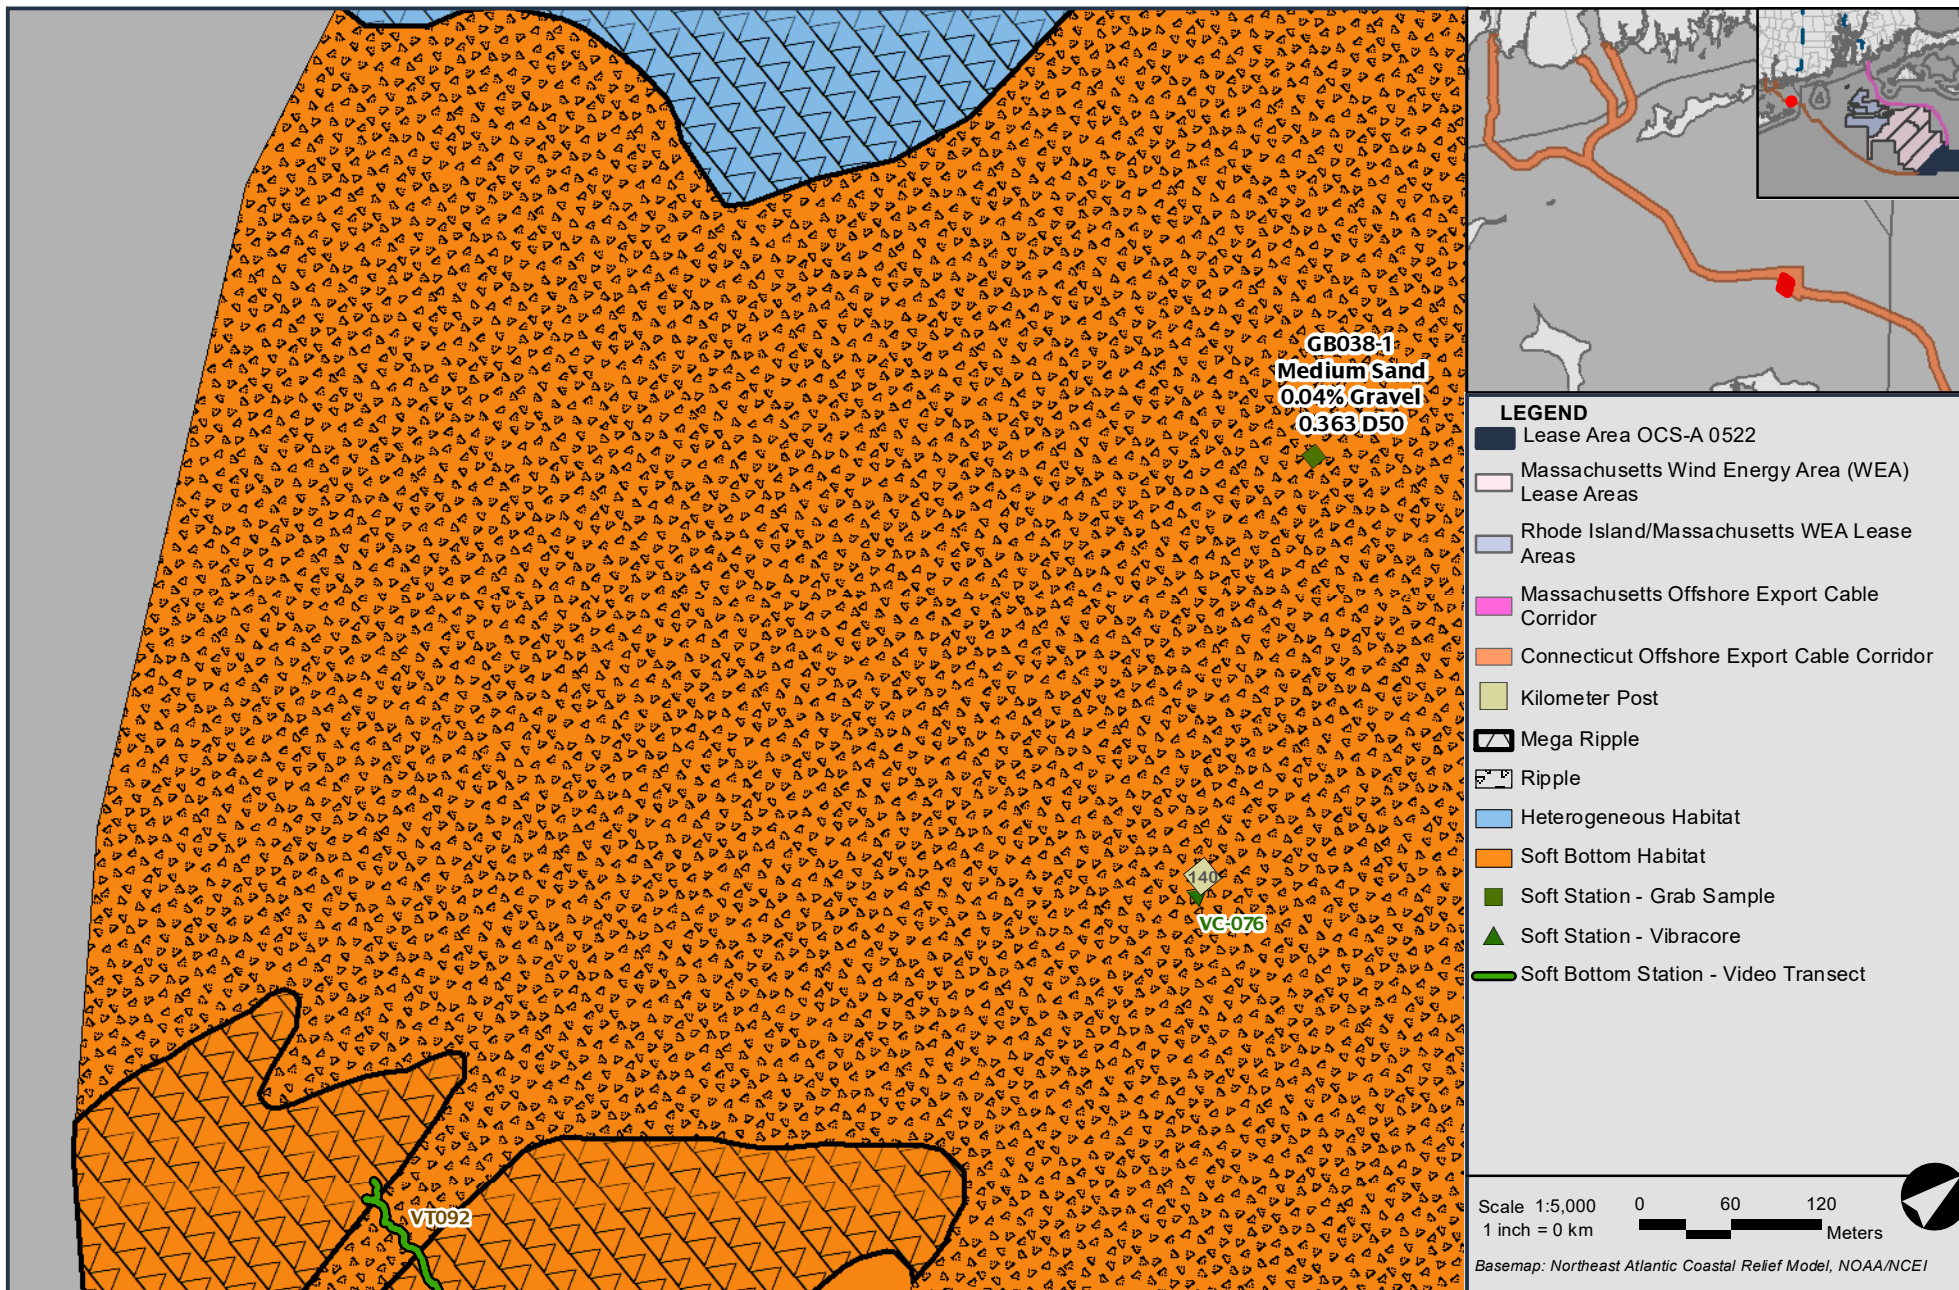 GB038-1
Medium Sand
0.04% Gravel
0.363 D50
140
VC-076
VT092
LEGEND
Lease Area OCS-A 0522
Massachusetts Wind Energy Area (WEA)
Lease Areas
Rhode Island/Massachusetts WEA Lease
Areas
Massachusetts Offshore Export Cable
Corridor
Connecticut Offshore Export Cable Corridor
Kilometer Post
Mega Ripple
Ripple
Heterogeneous Habitat
Soft Bottom Habitat
Soft Station - Grab Sample
Soft Station - Vibracore
Soft Bottom Station - Video Transect
Scale 1:5,000
1 inch = 0 km
0 60 120
Meters
Basemap: Northeast Atlantic Coastal Relief Model, NOAA/NCEI